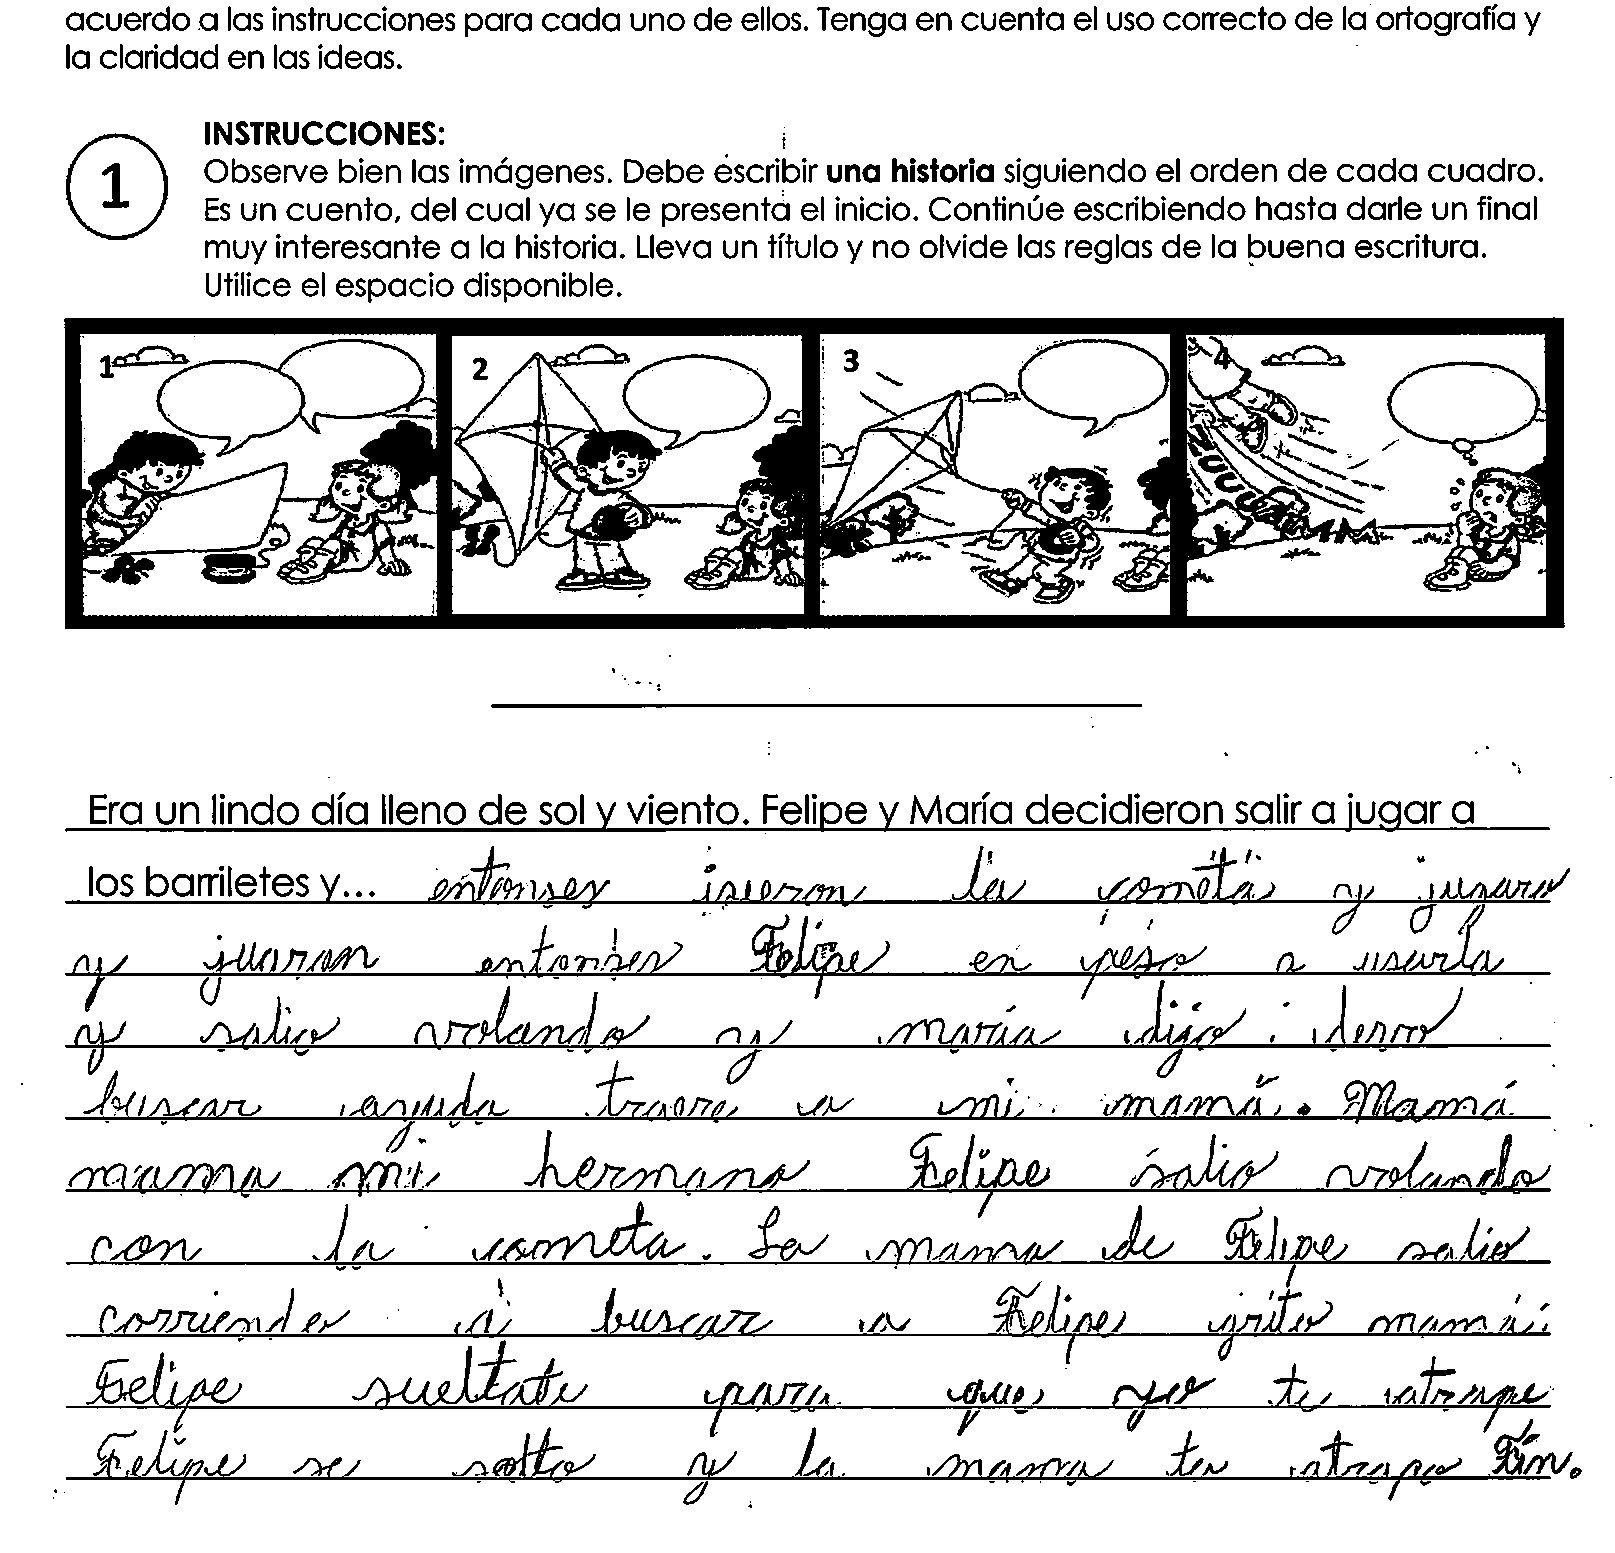 acuerdo a las instrucciones para cada uno de ellos. Tenga en cuenta el uso correcto de la ortografía y
la claridad en las ideas.
1
INSTRUCCIONES:
Observe bien las imágenes. Debe escribir una historia siguiendo el orden de cada cuadro.
Es un cuento, del cual ya se le presenta el inicio. Continúe escribiendo hasta darle un final
muy interesante a la historia. Lleva un título y no olvide las reglas de la buena escritura.
Utilice el espacio disponible.
1 2 3 4
ZUUUUM
Era un lindo día lleno de sol y viento. Felipe y María decidieron salir a jugar a
los barriletes y... entonses isieron la cometa y
y entonses Felipe en peso a usarla
y salio volando y maría dijo:
buscar ayuda a mi mamá. Mamá
mama mi hermano Felipe salio volando
con la cometa. La mama de Felipe salio
corriendo a buscar a Felipe grito mamá:
Felipe sueltate para que yo te atrape
Felipe se solto y la mama atrapo Fin.